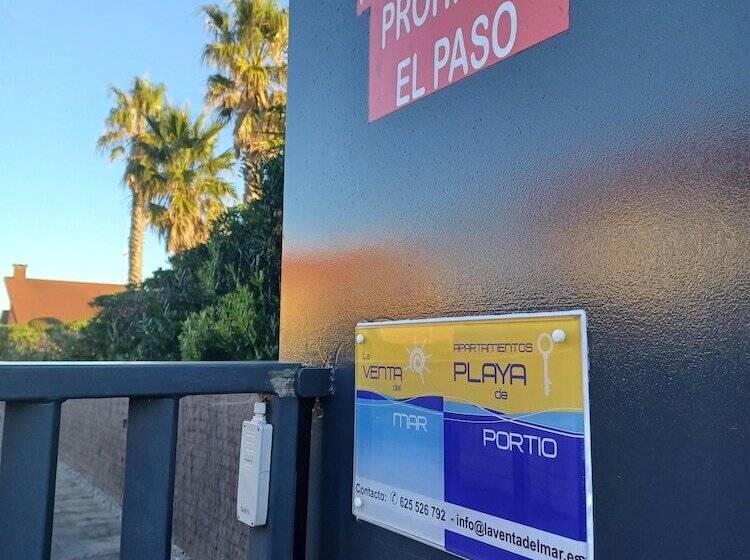 EL PASO
La
VENTA
del
MAR
APARTAMENTOS
PLAYA
de
PORTIO
Contacto: 625 526 792 - info@laventadelmar.es